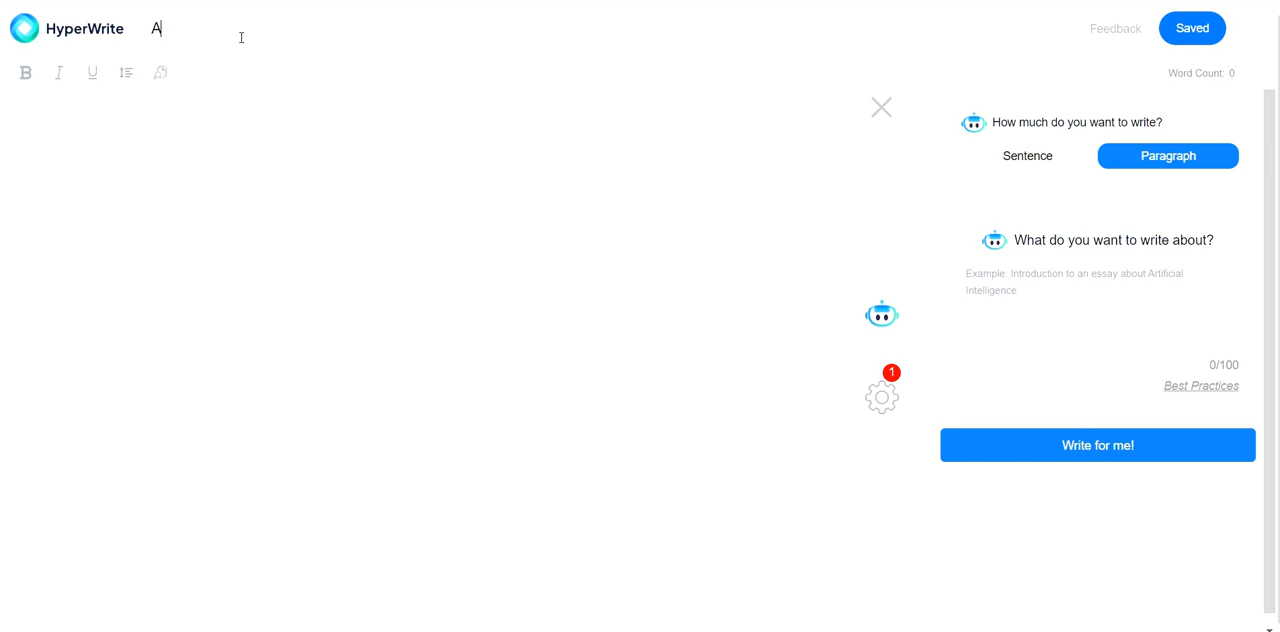 HyperWrite A
Feedback Saved
B I U
Word Count: 0
How much do you want to write?
Sentence Paragraph
What do you want to write about?
Example: Introduction to an essay about Artificial
Intelligence
1
0/100
Best Practices
Write for me!